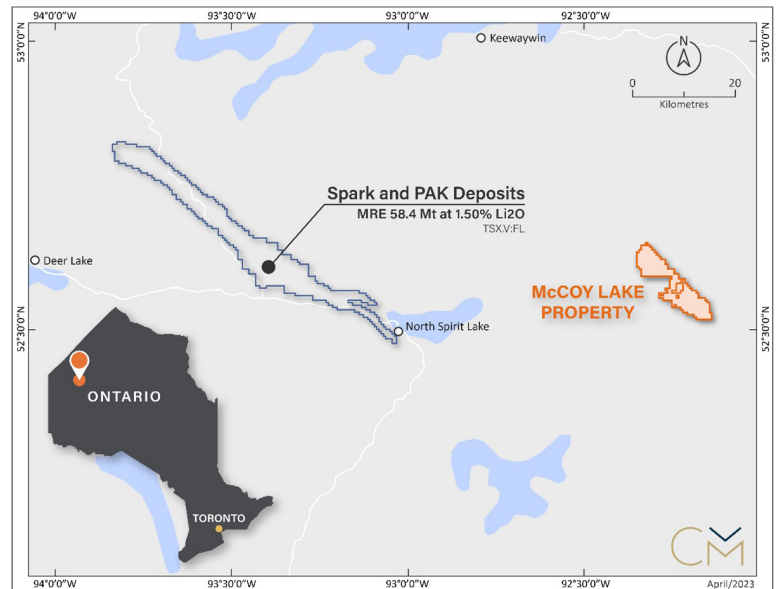 94°0'0"W
93°30'0"W
93°0'0"W
92°30'0"W
53°0'0"N
53°0'0"N
Keewaywin
N
0
20
Kilometres
Spark and PAK Deposits
MRE 58.4 Mt at 1.50% Li2O
TSX.V:FL
Deer Lake
McCOY LAKE
PROPERTY
North Spirit Lake
52°30'0"N
52°30'0"N
ONTARIO
TORONTO
CM
94°0'0"W
93°30'0"W
93°0'0"W
92°30'0"W
April/2023